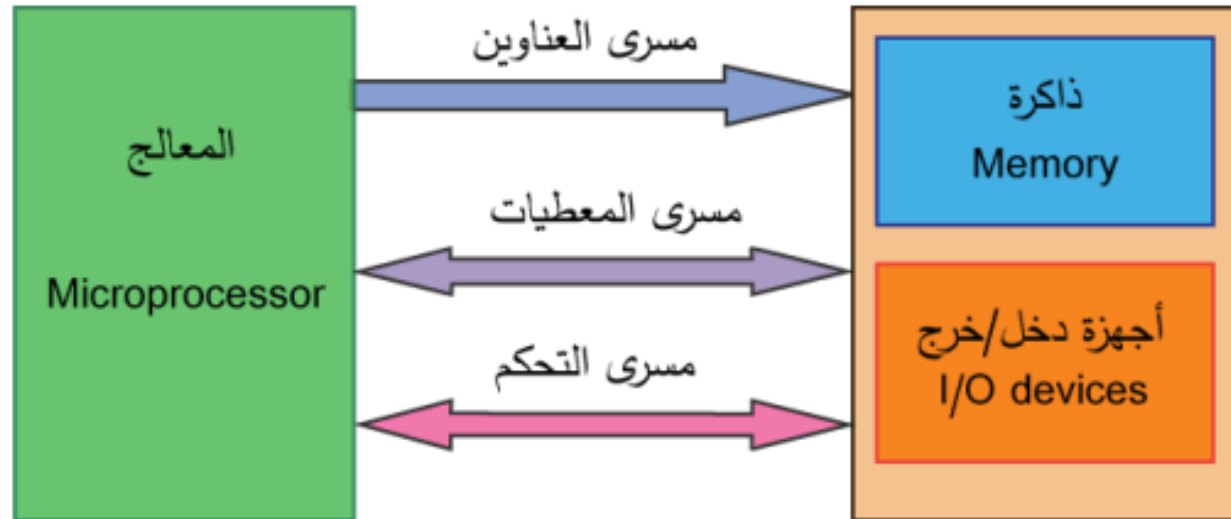 المعالج
Microprocessor
مسرى العناوين
مسرى المعطيات
مسرى التحكم
ذاكرة
Memory
أجهزة دخل/خرج
I/O devices